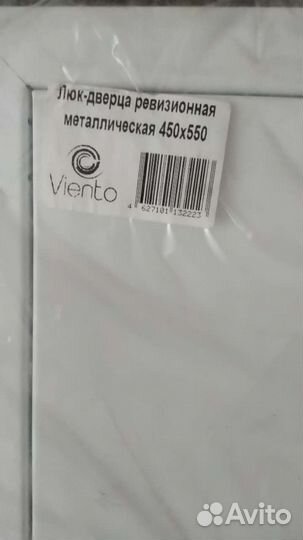 Люк-дверца ревизионная
металлическая 450x550
Viento
4 627101 132223
Avito